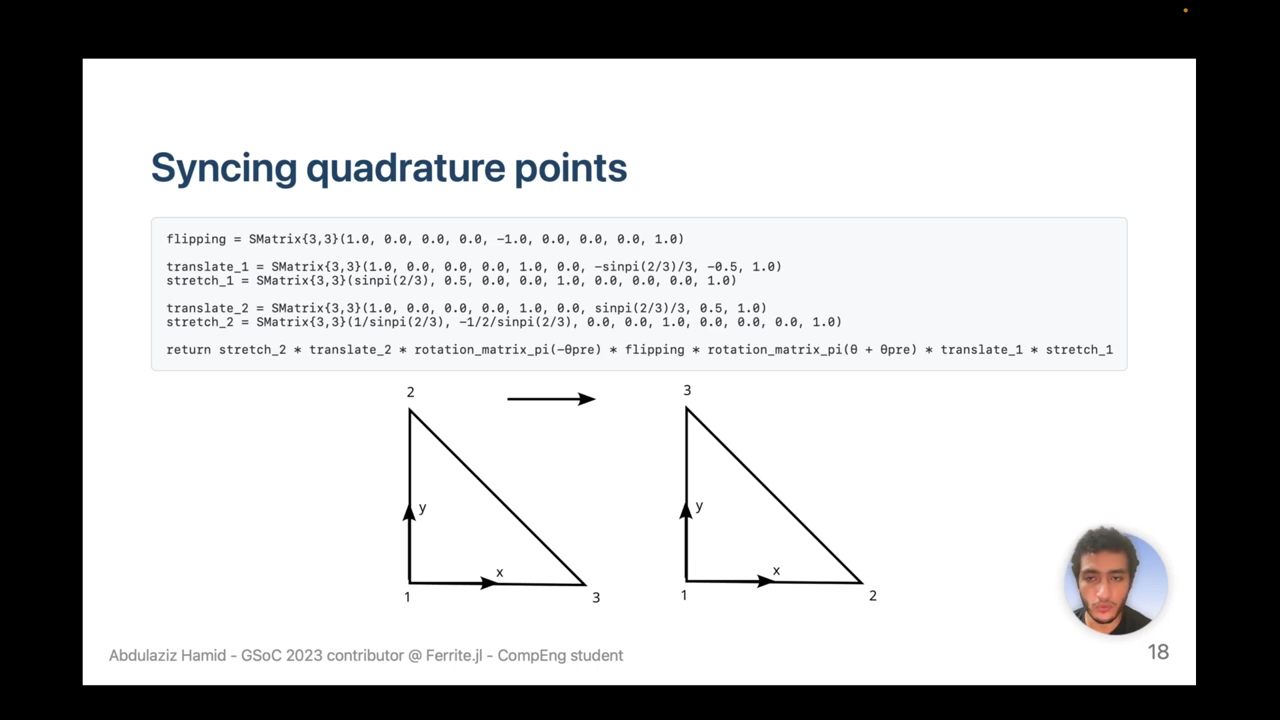 Syncing quadrature points
flipping = SMatrix{3,3}(1.0, 0.0, 0.0, 0.0, -1.0, 0.0, 0.0, 0.0, 1.0)
translate_1 = SMatrix{3,3}(1.0, 0.0, 0.0, 0.0, 1.0, 0.0, -sinpi(2/3)/3, -0.5, 1.0)
stretch_1 = SMatrix{3,3}(sinpi(2/3), 0.5, 0.0, 0.0, 1.0, 0.0, 0.0, 0.0, 1.0)
translate_2 = SMatrix{3,3}(1.0, 0.0, 0.0, 0.0, 1.0, 0.0, sinpi(2/3)/3, 0.5, 1.0)
stretch_2 = SMatrix{3,3}(1/sinpi(2/3), -1/2/sinpi(2/3), 0.0, 0.0, 1.0, 0.0, 0.0, 0.0, 1.0)
return stretch_2 * translate_2 * rotation_matrix_pi(-θpre) * flipping * rotation_matrix_pi(θ + θpre) * translate_1 * stretch_1
2
y
x
1
3
3
y
x
1
2
Abdulaziz Hamid - GSoC 2023 contributor @ Ferrite.jl - CompEng student
18